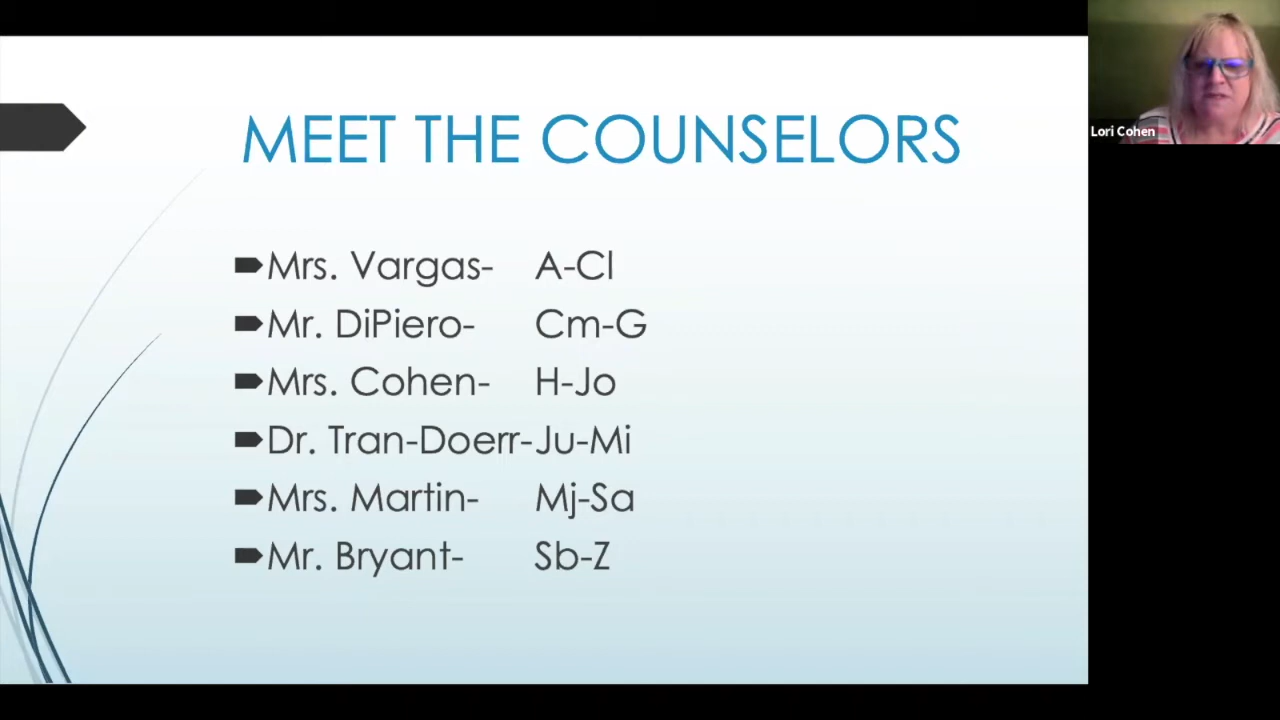 MEET THE COUNSELORS
Mrs. Vargas- A-Cl
Mr. DiPiero- Cm-G
Mrs. Cohen- H-Jo
Dr. Tran-Doerr-Ju-Mi
Mrs. Martin- Mj-Sa
Mr. Bryant- Sb-Z
Lori Cohen